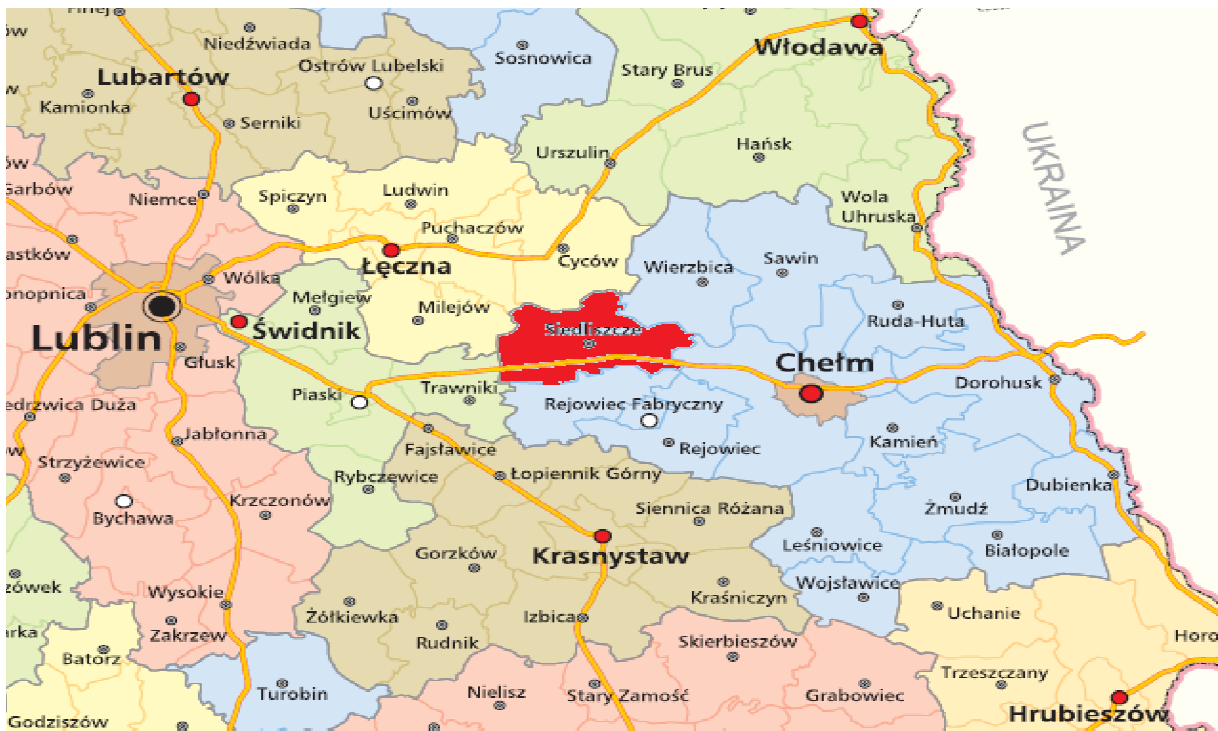 Niedźwiada
Ostrów Lubelski
Sosnowica
Włodawa
Stary Brus
Lubartów
Kamionka
Serniki
Uścimów
Hańsk
Urszulin
UKRAINA
Garbów
Niemce
Spiczyn
Ludwin
Wola
Uhruska
Puchaczów
Łęczna
Cyców
Wierzbica
Sawin
Wólka
Mełgiew
Milejów
Siedliszcze
Ruda-Huta
Lublin
Świdnik
Głusk
Chełm
Dorohusk
Piaski
Trawniki
Rejowiec Fabryczny
Jabłonna
Fajsławice
Rejowiec
Kamień
Strzyżewice
Rybczewice
Łopiennik Górny
Krzczonów
Bychawa
Siennica Różana
Żmudź
Dubienka
Gorzków
Krasnystaw
Leśniowice
Białopole
Wysokie
Żółkiewka
Izbica
Kraśniczyn
Wojsławice
Uchanie
Zakrzew
Rudnik
Skierbieszów
Batorz
Turobin
Nielisz
Stary Zamość
Grabowiec
Trzeszczany
Godziszów
Hrubieszów